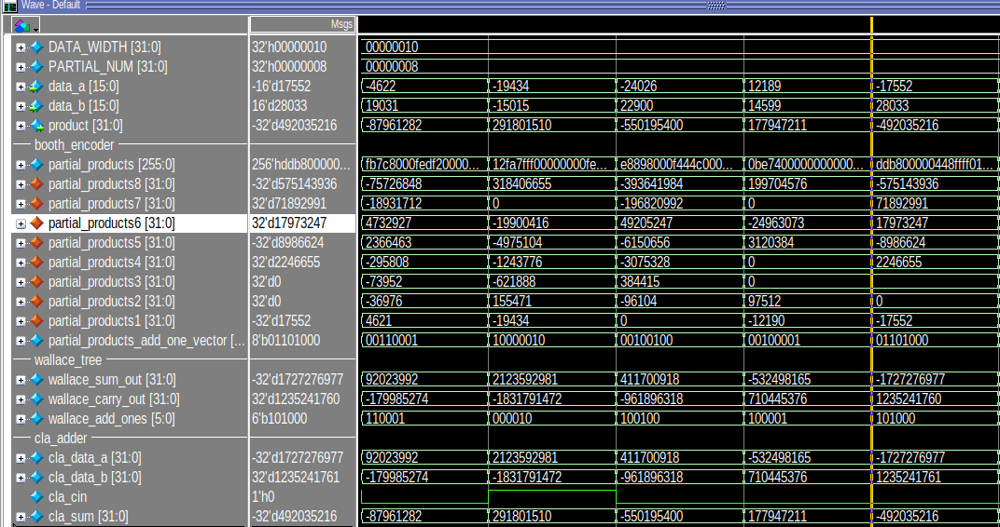 Wave - Default
Msgs
DATA_WIDTH [31:0] 32'h00000010 00000010
PARTIAL_NUM [31:0] 32'h00000008 00000008
data_a [15:0] -16'd17552 -4622 -19434 -24026 12189 -17552
data_b [15:0] 16'd28033 19031 -15015 22900 14599 28033
product [31:0] -32'd492035216 -87961282 291801510 -550195400 177947211 -492035216
booth_encoder
partial_products [255:0] 256'hddb800000... fb7c8000fedf20000... 12fa7fff00000000fe... e8898000f444c000... 0be7400000000000... ddb800000448ffff01...
partial_products8 [31:0] -32'd575143936 -75726848 318406655 -393641984 199704576 -575143936
partial_products7 [31:0] 32'd71892991 -18931712 0 -196820992 0 71892991
partial_products6 [31:0] 32'd17973247 4732927 -19900416 49205247 -24963073 17973247
partial_products5 [31:0] -32'd8986624 2366463 -4975104 -6150656 3120384 -8986624
partial_products4 [31:0] 32'd2246655 -295808 -1243776 -3075328 0 2246655
partial_products3 [31:0] 32'd0 -73952 -621888 384415 0
partial_products2 [31:0] 32'd0 -36976 155471 -96104 97512 0
partial_products1 [31:0] -32'd17552 4621 -19434 0 -12190 -17552
partial_products_add_one_vector [... 8'b01101000 00110001 10000010 00100100 00100001 01101000
wallace_tree
wallace_sum_out [31:0] -32'd1727276977 92023992 2123592981 411700918 -532498165 -1727276977
wallace_carry_out [31:0] 32'd1235241760 -179985274 -1831791472 -961896318 710445376 1235241760
wallace_add_ones [5:0] 6'b101000 110001 000010 100100 100001 101000
cla_adder
cla_data_a [31:0] -32'd1727276977 92023992 2123592981 411700918 -532498165 -1727276977
cla_data_b [31:0] 32'd1235241761 -179985274 -1831791472 -961896318 710445376 1235241761
cla_cin 1'h0
cla_sum [31:0] -32'd492035216 -87961282 291801510 -550195400 177947211 -492035216